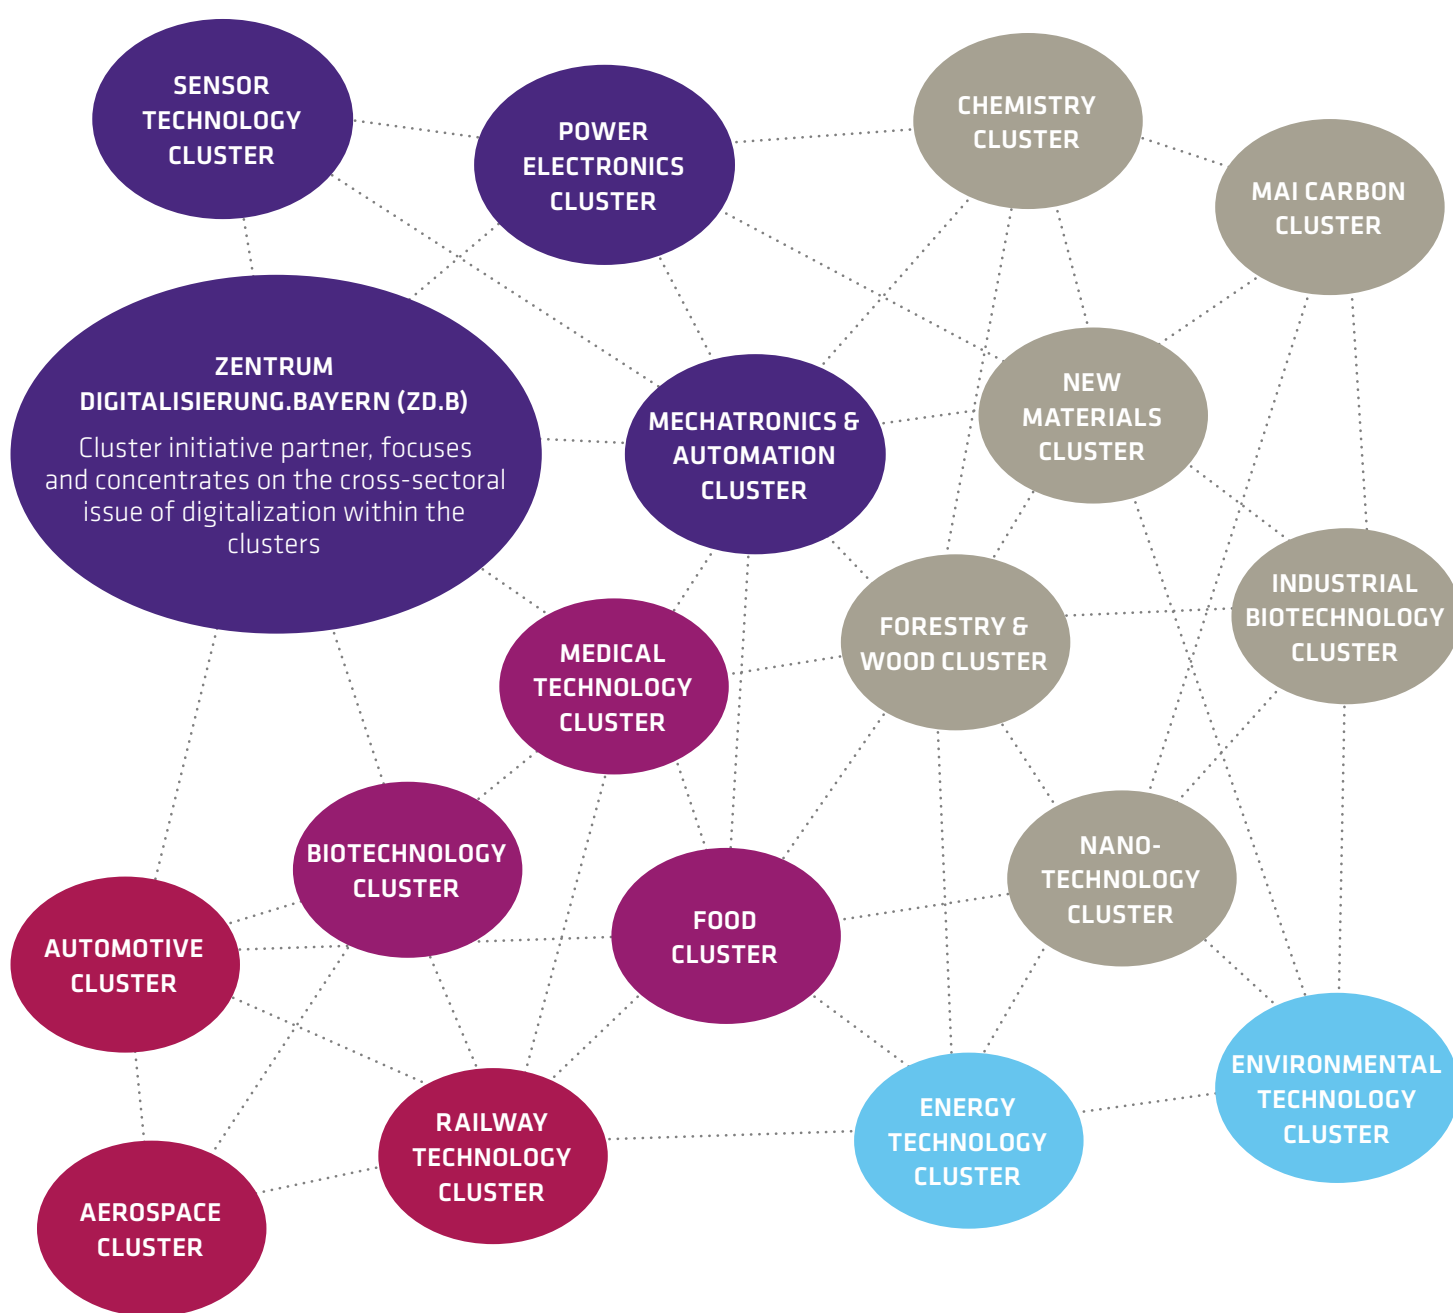 SENSOR
TECHNOLOGY
CLUSTER
POWER
ELECTRONICS
CLUSTER
CHEMISTRY
CLUSTER
MAI CARBON
CLUSTER
ZENTRUM
DIGITALISIERUNG.BAYERN (ZD.B)
Cluster initiative partner, focuses
and concentrates on the cross-sectoral
issue of digitalization within the
clusters
MECHATRONICS &
AUTOMATION
CLUSTER
NEW
MATERIALS
CLUSTER
INDUSTRIAL
BIOTECHNOLOGY
CLUSTER
MEDICAL
TECHNOLOGY
CLUSTER
FORESTRY &
WOOD CLUSTER
BIOTECHNOLOGY
CLUSTER
NANO-
TECHNOLOGY
CLUSTER
AUTOMOTIVE
CLUSTER
FOOD
CLUSTER
ENVIRONMENTAL
TECHNOLOGY
CLUSTER
RAILWAY
TECHNOLOGY
CLUSTER
ENERGY
TECHNOLOGY
CLUSTER
AEROSPACE
CLUSTER